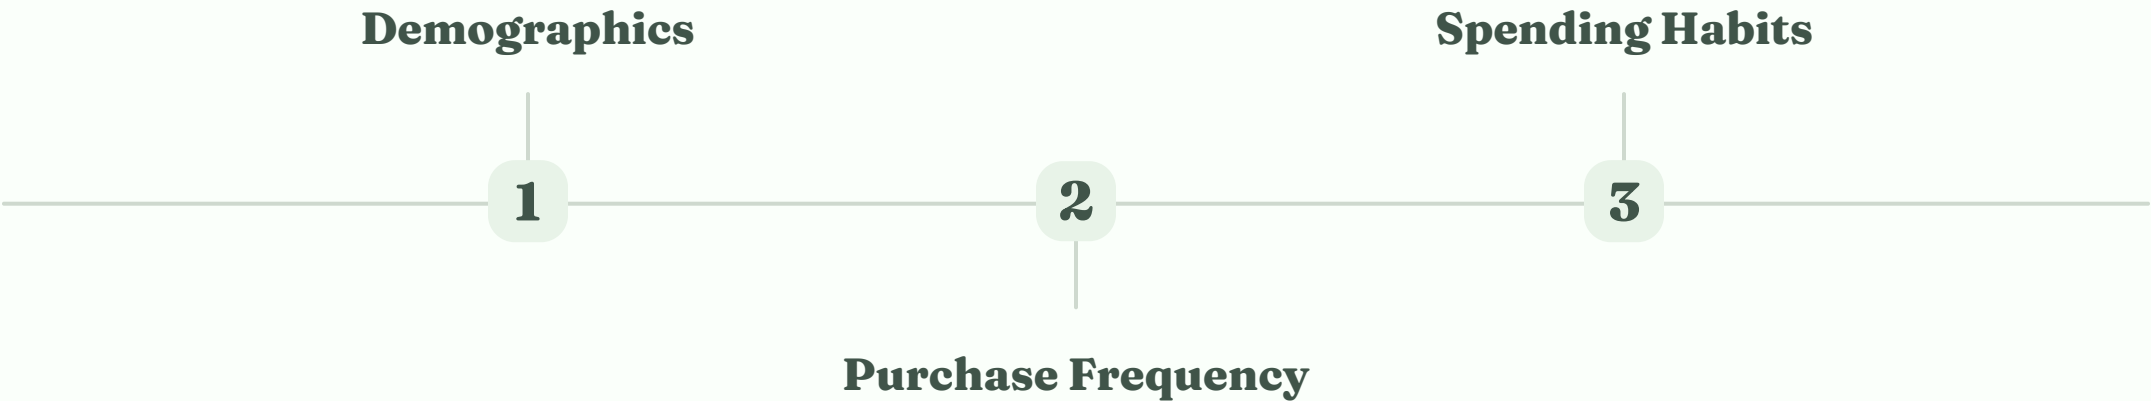 Demographics
Spending Habits
1
2
3
Purchase Frequency